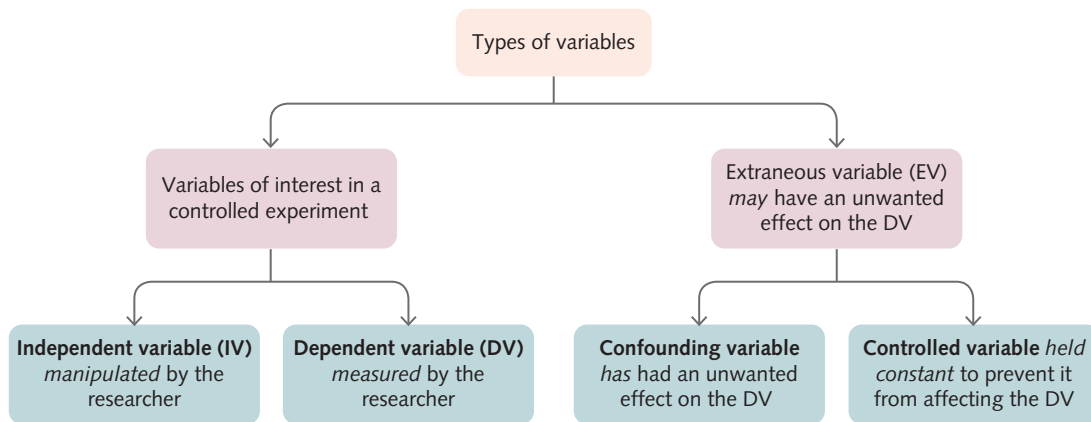 Types of variables
Variables of interest in a
controlled experiment
Extraneous variable (EV)
may have an unwanted
effect on the DV
Independent variable (IV)
manipulated by the
researcher
Dependent variable (DV)
measured by the
researcher
Confounding variable
has had an unwanted
effect on the DV
Controlled variable held
constant to prevent it
from affecting the DV